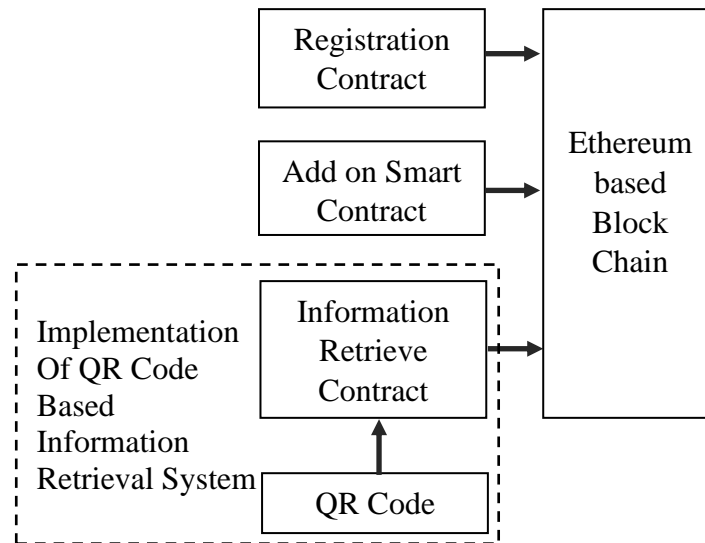 Registration
Contract
Add on Smart
Contract
Ethereum
based
Block
Chain
Implementation
Of QR Code
Based
Information
Retrieval System
Information
Retrieve
Contract
QR Code